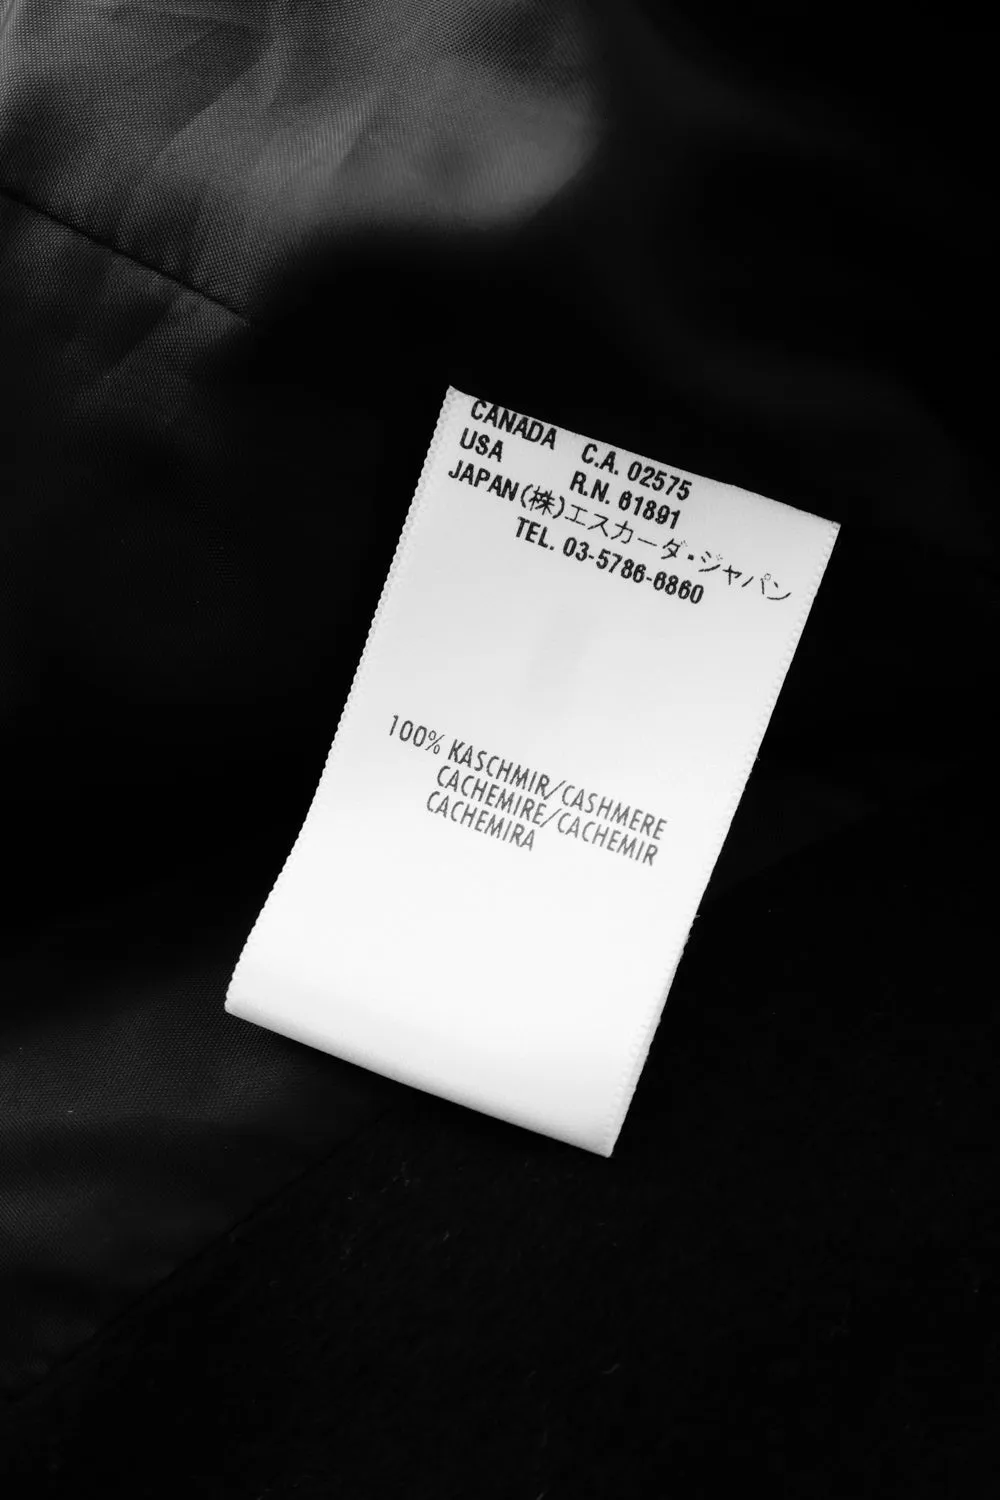 CANADA C.A. 02575
USA R.N. 61891
JAPAN(株)エスカーダ・ジャパン
TEL. 03-5786-6860
100% KASCHMIR/CASHMERE
CACHEMIRE/CACHEMIR
CACHEMIRA